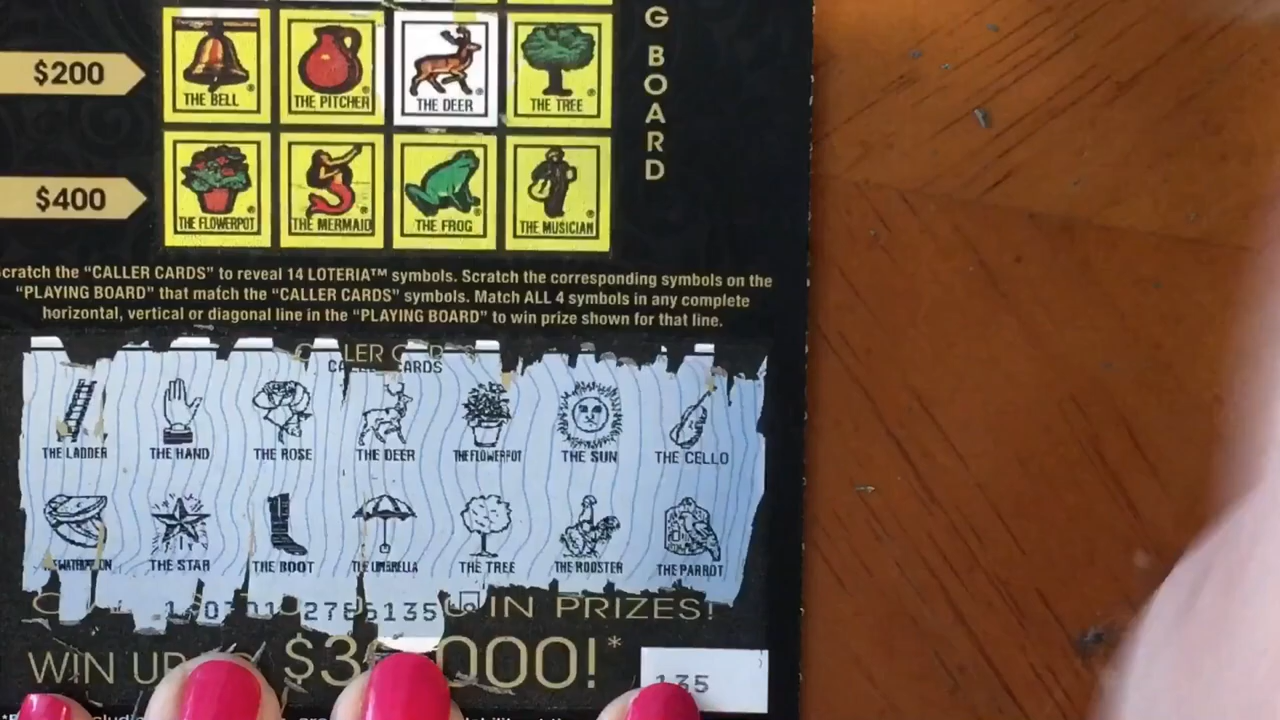 G BOARD
$200
THE BELL® THE PITCHER® THE DEER® THE TREE®
$400
THE FLOWERPOT® THE MERMAID® THE FROG® THE MUSICIAN®
cratch the "CALLER CARDS" to reveal 14 LOTERIA™ symbols. Scratch the corresponding symbols on the
"PLAYING BOARD" that match the "CALLER CARDS" symbols. Match ALL 4 symbols in any complete
horizontal, vertical or diagonal line in the "PLAYING BOARD" to win prize shown for that line.
THE LADDER THE HAND THE ROSE THE DEER THE FLOWERPOT THE SUN THE CELLO
THE STAR THE BOOT THE UMBRELLA THE TREE THE ROOSTER THE PARROT
IN PRIZES!
WIN UP
000!*
135